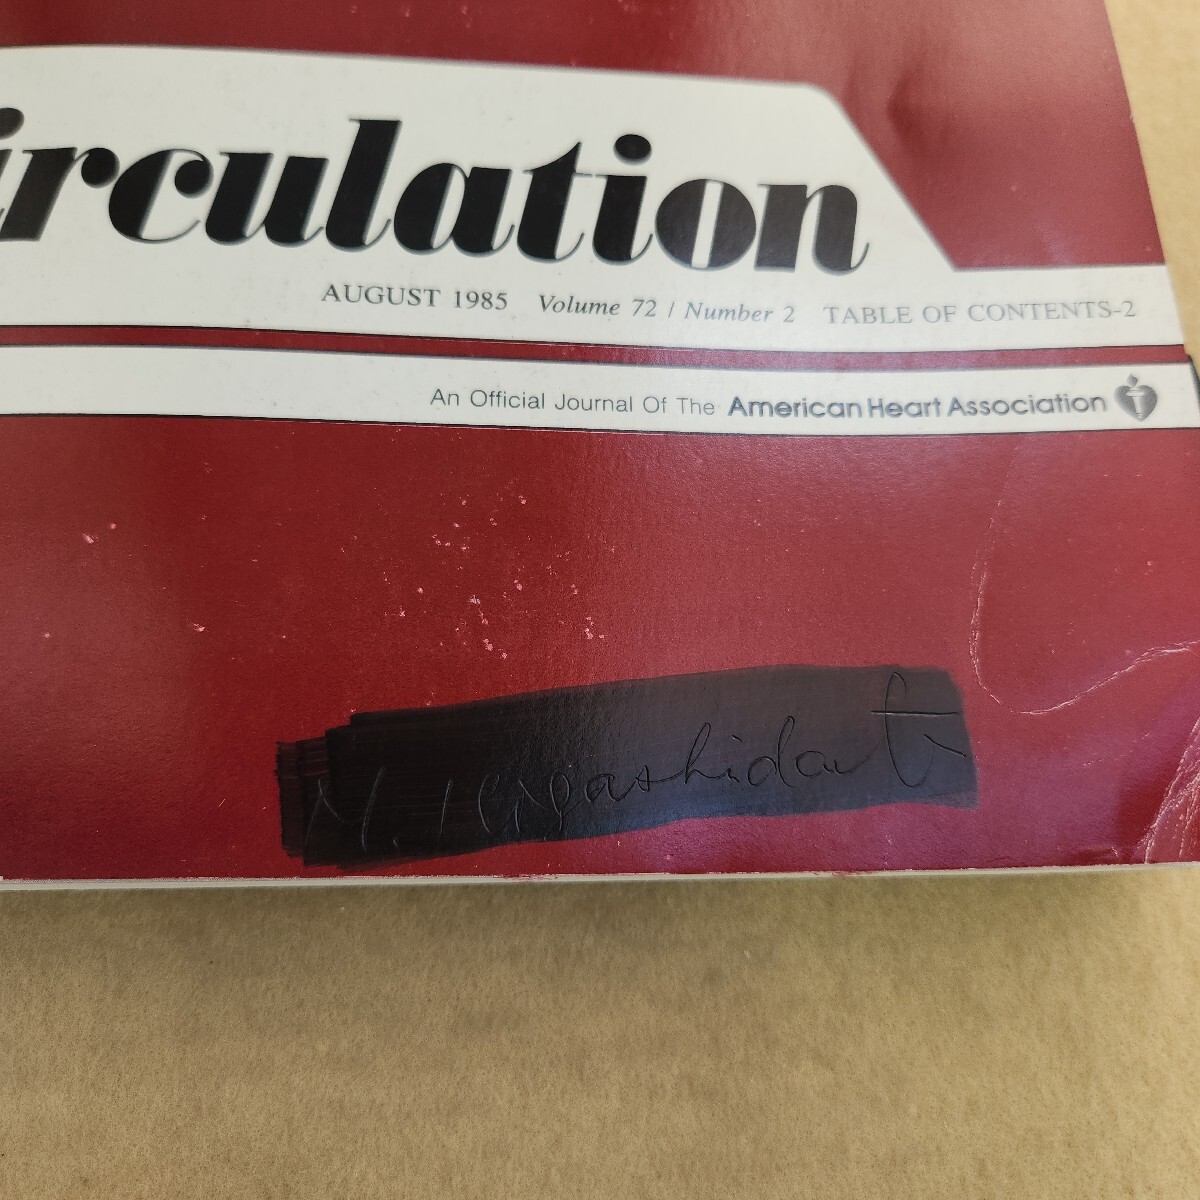 irculation
AUGUST 1985 Volume 72 / Number 2 TABLE OF CONTENTS-2
An Official Journal Of The American Heart Association